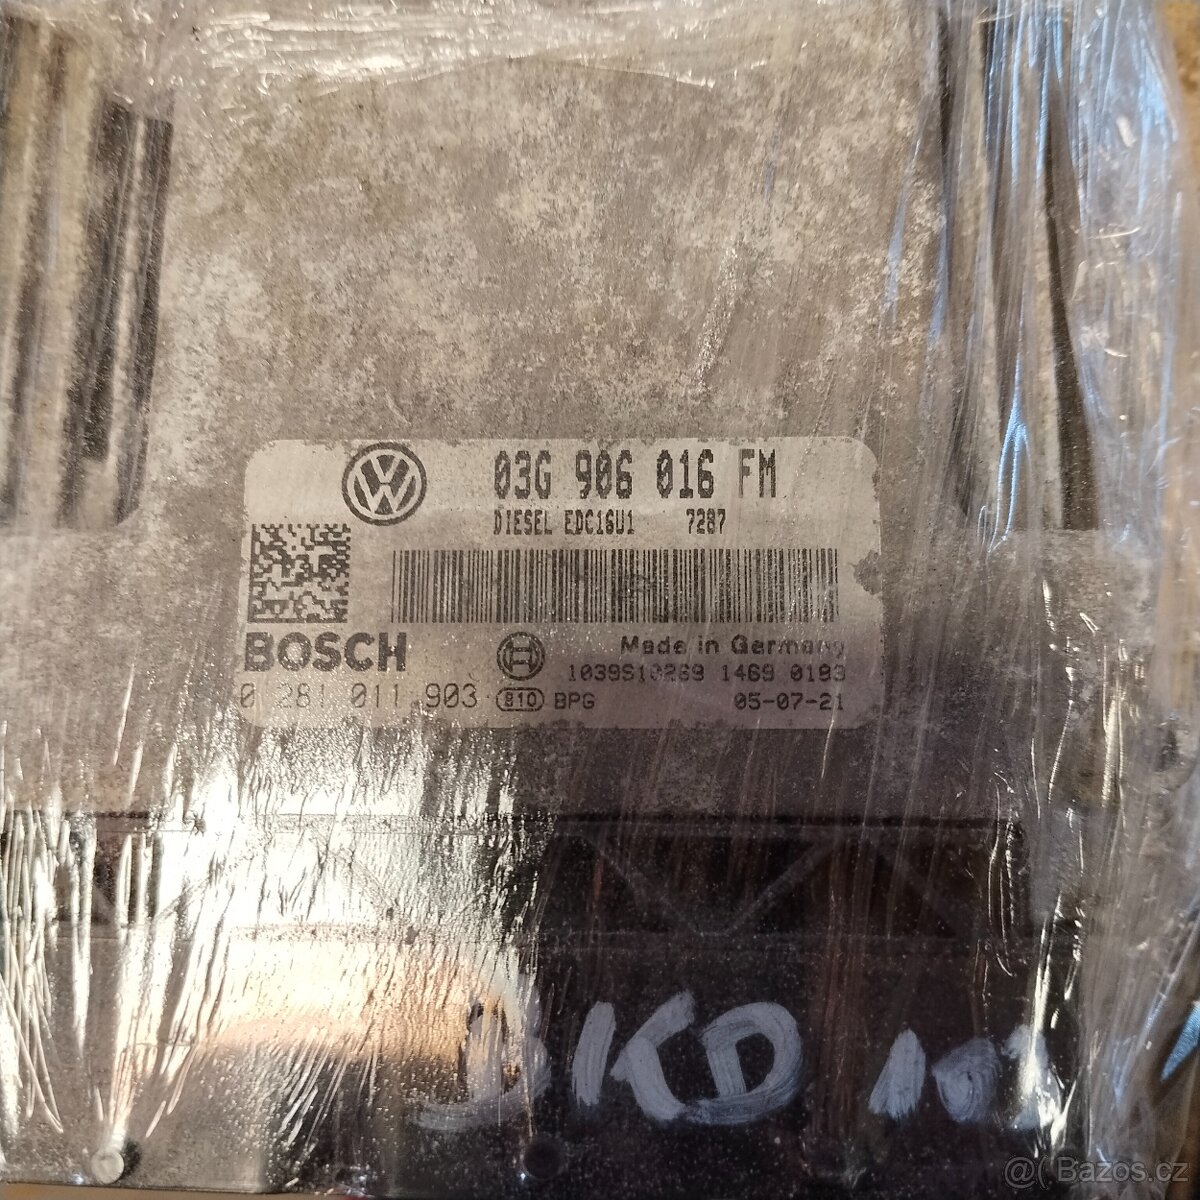 03G 906 016 FM
DIESEL EDC16U1 7287
BOSCH
Made in Germany
1039S10269 1469 0193
0 281 011 903 810 BPG 05-07-21
BKD
@( Bazos.cz